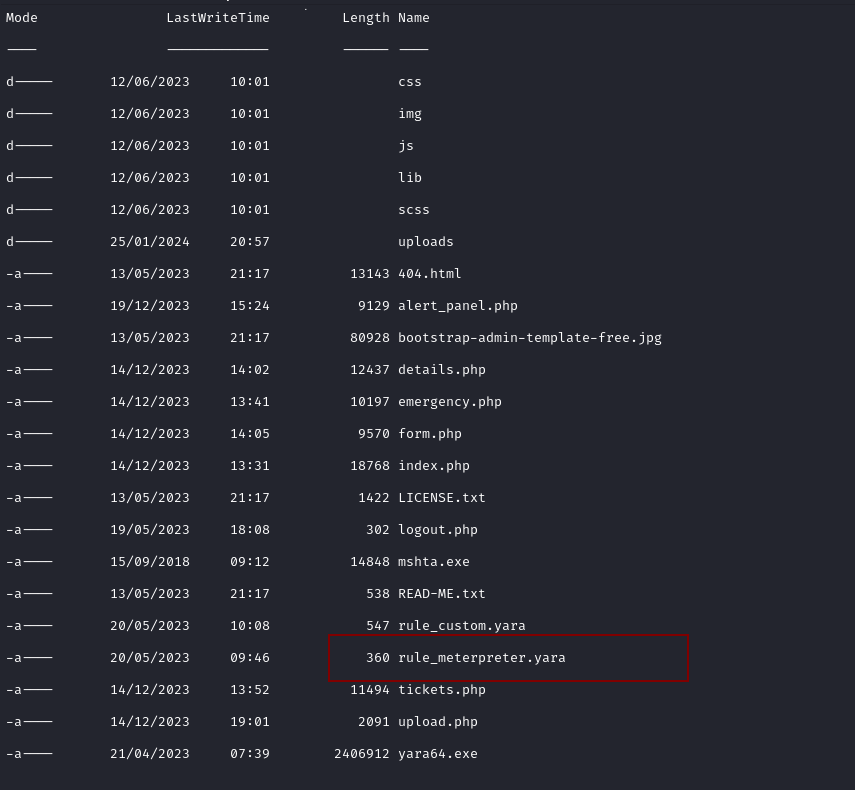 Mode LastWriteTime Length Name
---- ------------- ------ ----
d----- 12/06/2023 10:01 css
d----- 12/06/2023 10:01 img
d----- 12/06/2023 10:01 js
d----- 12/06/2023 10:01 lib
d----- 12/06/2023 10:01 scss
d----- 25/01/2024 20:57 uploads
-a---- 13/05/2023 21:17 13143 404.html
-a---- 19/12/2023 15:24 9129 alert_panel.php
-a---- 13/05/2023 21:17 80928 bootstrap-admin-template-free.jpg
-a---- 14/12/2023 14:02 12437 details.php
-a---- 14/12/2023 13:41 10197 emergency.php
-a---- 14/12/2023 14:05 9570 form.php
-a---- 14/12/2023 13:31 18768 index.php
-a---- 13/05/2023 21:17 1422 LICENSE.txt
-a---- 19/05/2023 18:08 302 logout.php
-a---- 15/09/2018 09:12 14848 mshta.exe
-a---- 13/05/2023 21:17 538 READ-ME.txt
-a---- 20/05/2023 10:08 547 rule_custom.yara
-a---- 20/05/2023 09:46 360 rule_meterpreter.yara
-a---- 14/12/2023 13:52 11494 tickets.php
-a---- 14/12/2023 19:01 2091 upload.php
-a---- 21/04/2023 07:39 2406912 yara64.exe